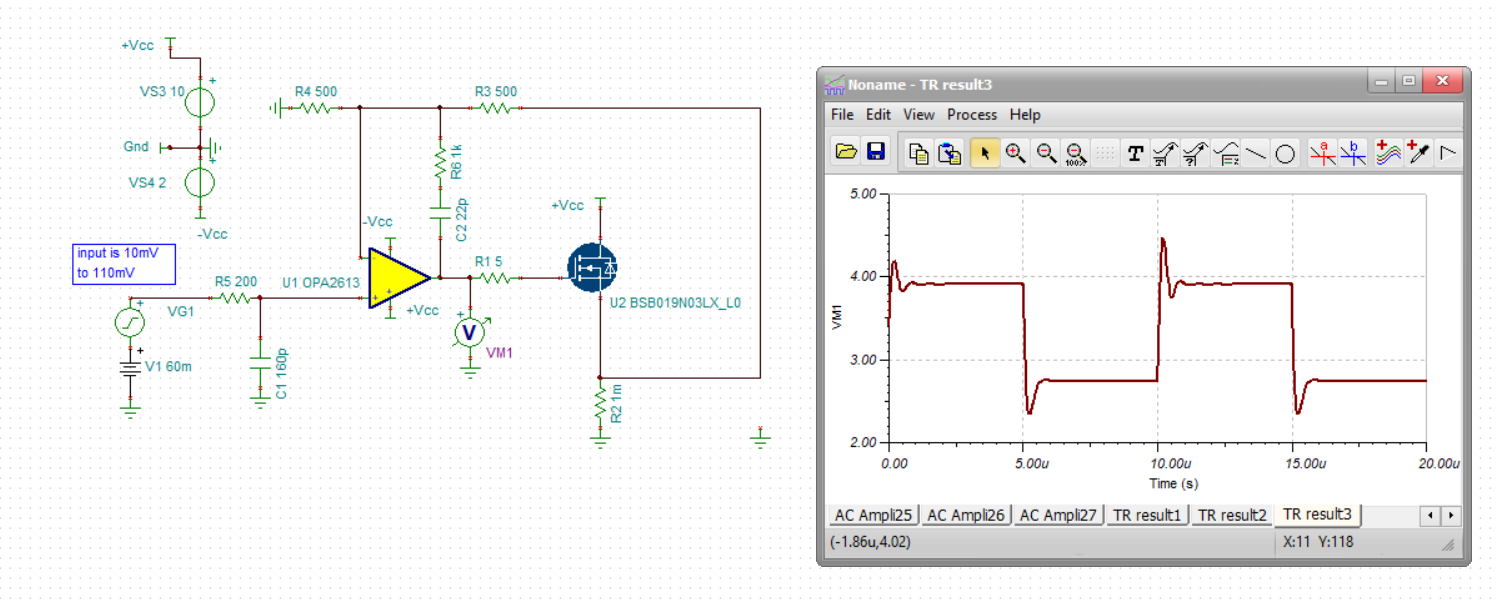 +Vcc
VS3 10
+
Gnd
+
VS4 2
-Vcc
input is 10mV
to 110mV
R4 500
R3 500
R6 1k
C2 22p
-Vcc
+Vcc
R5 200
U1 OPA2613
-
+
+
+Vcc
R1 5
U2 BSB019N03LX_L0
+
VG1
+
V1 60m
C1 160p
+
V
VM1
R2 1m
Noname - TR result3
File Edit View Process Help
100%
T
T
?
=x
a
b
+
+
5.00
4.00
VM1
3.00
2.00
0.00 5.00u 10.00u 15.00u 20.00u
Time (s)
AC Ampli25 AC Ampli26 AC Ampli27 TR result1 TR result2 TR result3
(-1.86u,4.02) X:11 Y:118